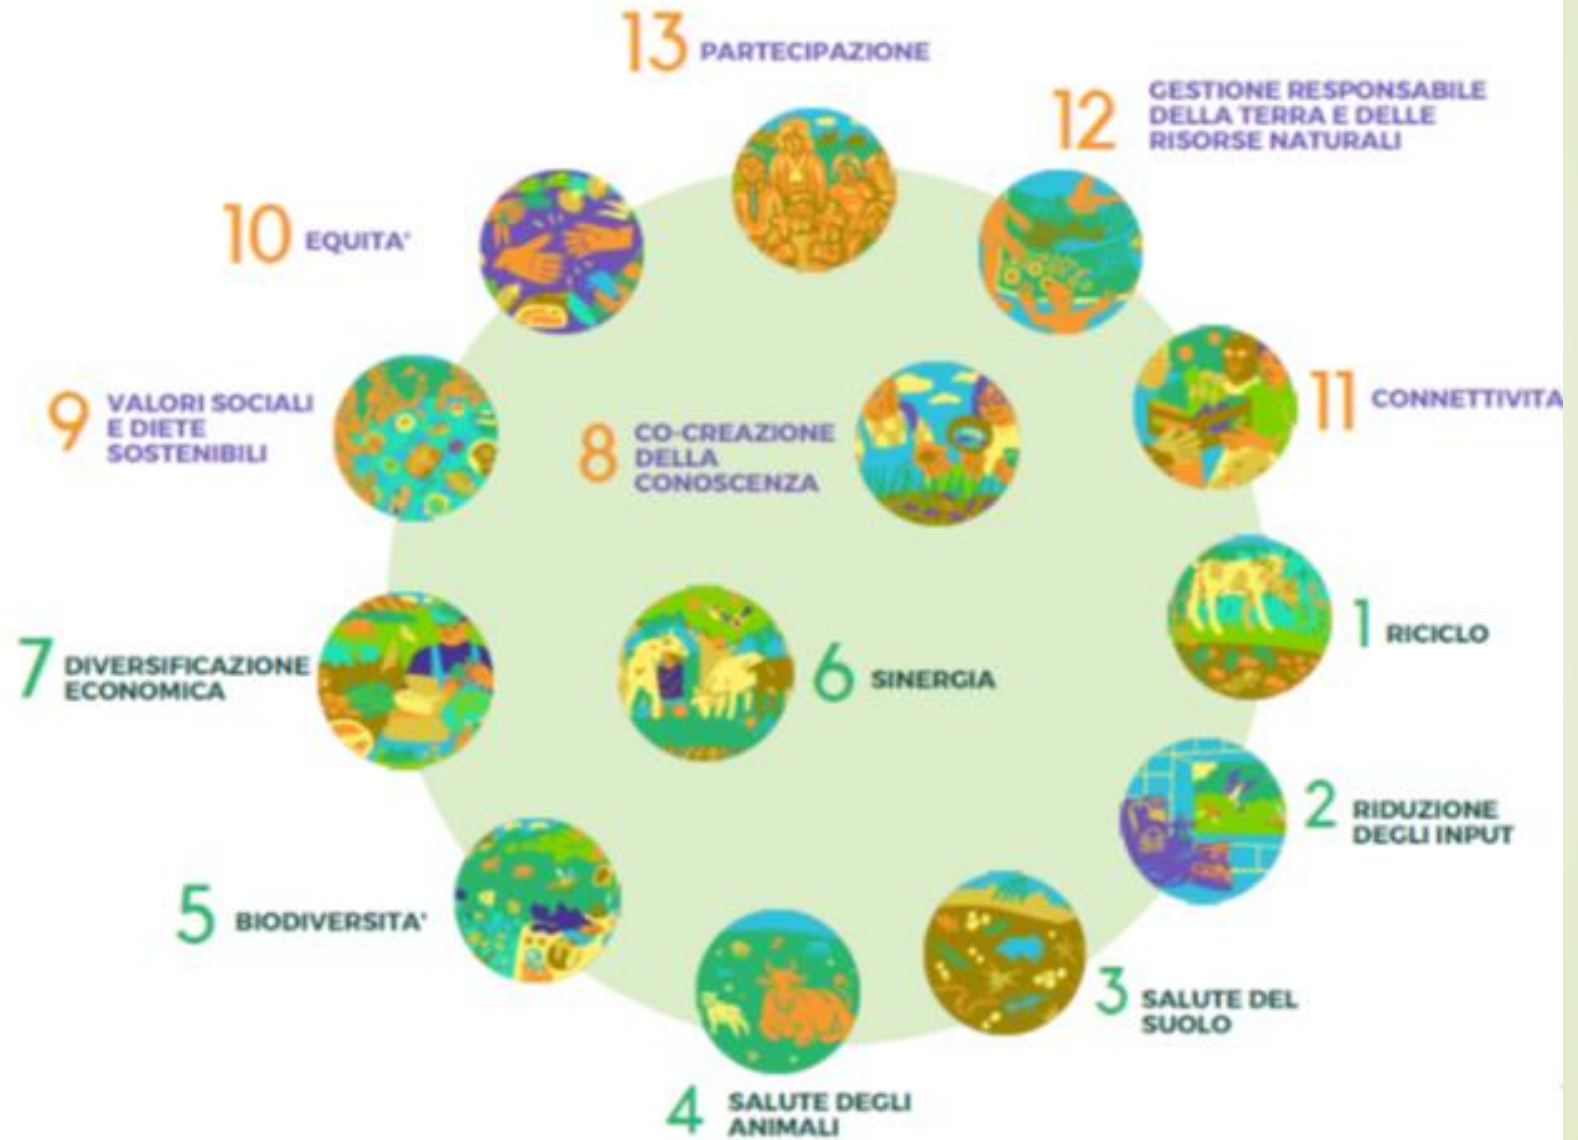 13 PARTECIPAZIONE
12 GESTIONE RESPONSABILE
DELLA TERRA E DELLE
RISORSE NATURALI
10 EQUITA'
11 CONNETTIVITA
9 VALORI SOCIALI
E DIETE
SOSTENIBILI
8 CO-CREAZIONE
DELLA
CONOSCENZA
1 RICICLO
7 DIVERSIFICAZIONE
ECONOMICA
6 SINERGIA
2 RIDUZIONE
DEGLI INPUT
5 BIODIVERSITA'
3 SALUTE DEL
SUOLO
4 SALUTE DEGLI
ANIMALI